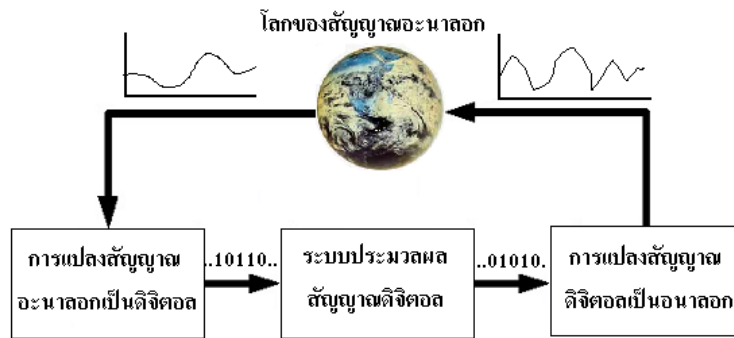 โลกของสัญญาณอะนาลอก
การแปลงสัญญาณ
อะนาลอกเป็นดิจิตอล
..10110..
ระบบประมวลผล
สัญญาณดิจิตอล
..01010.
การแปลงสัญญาณ
ดิจิตอลเป็นอนาลอก